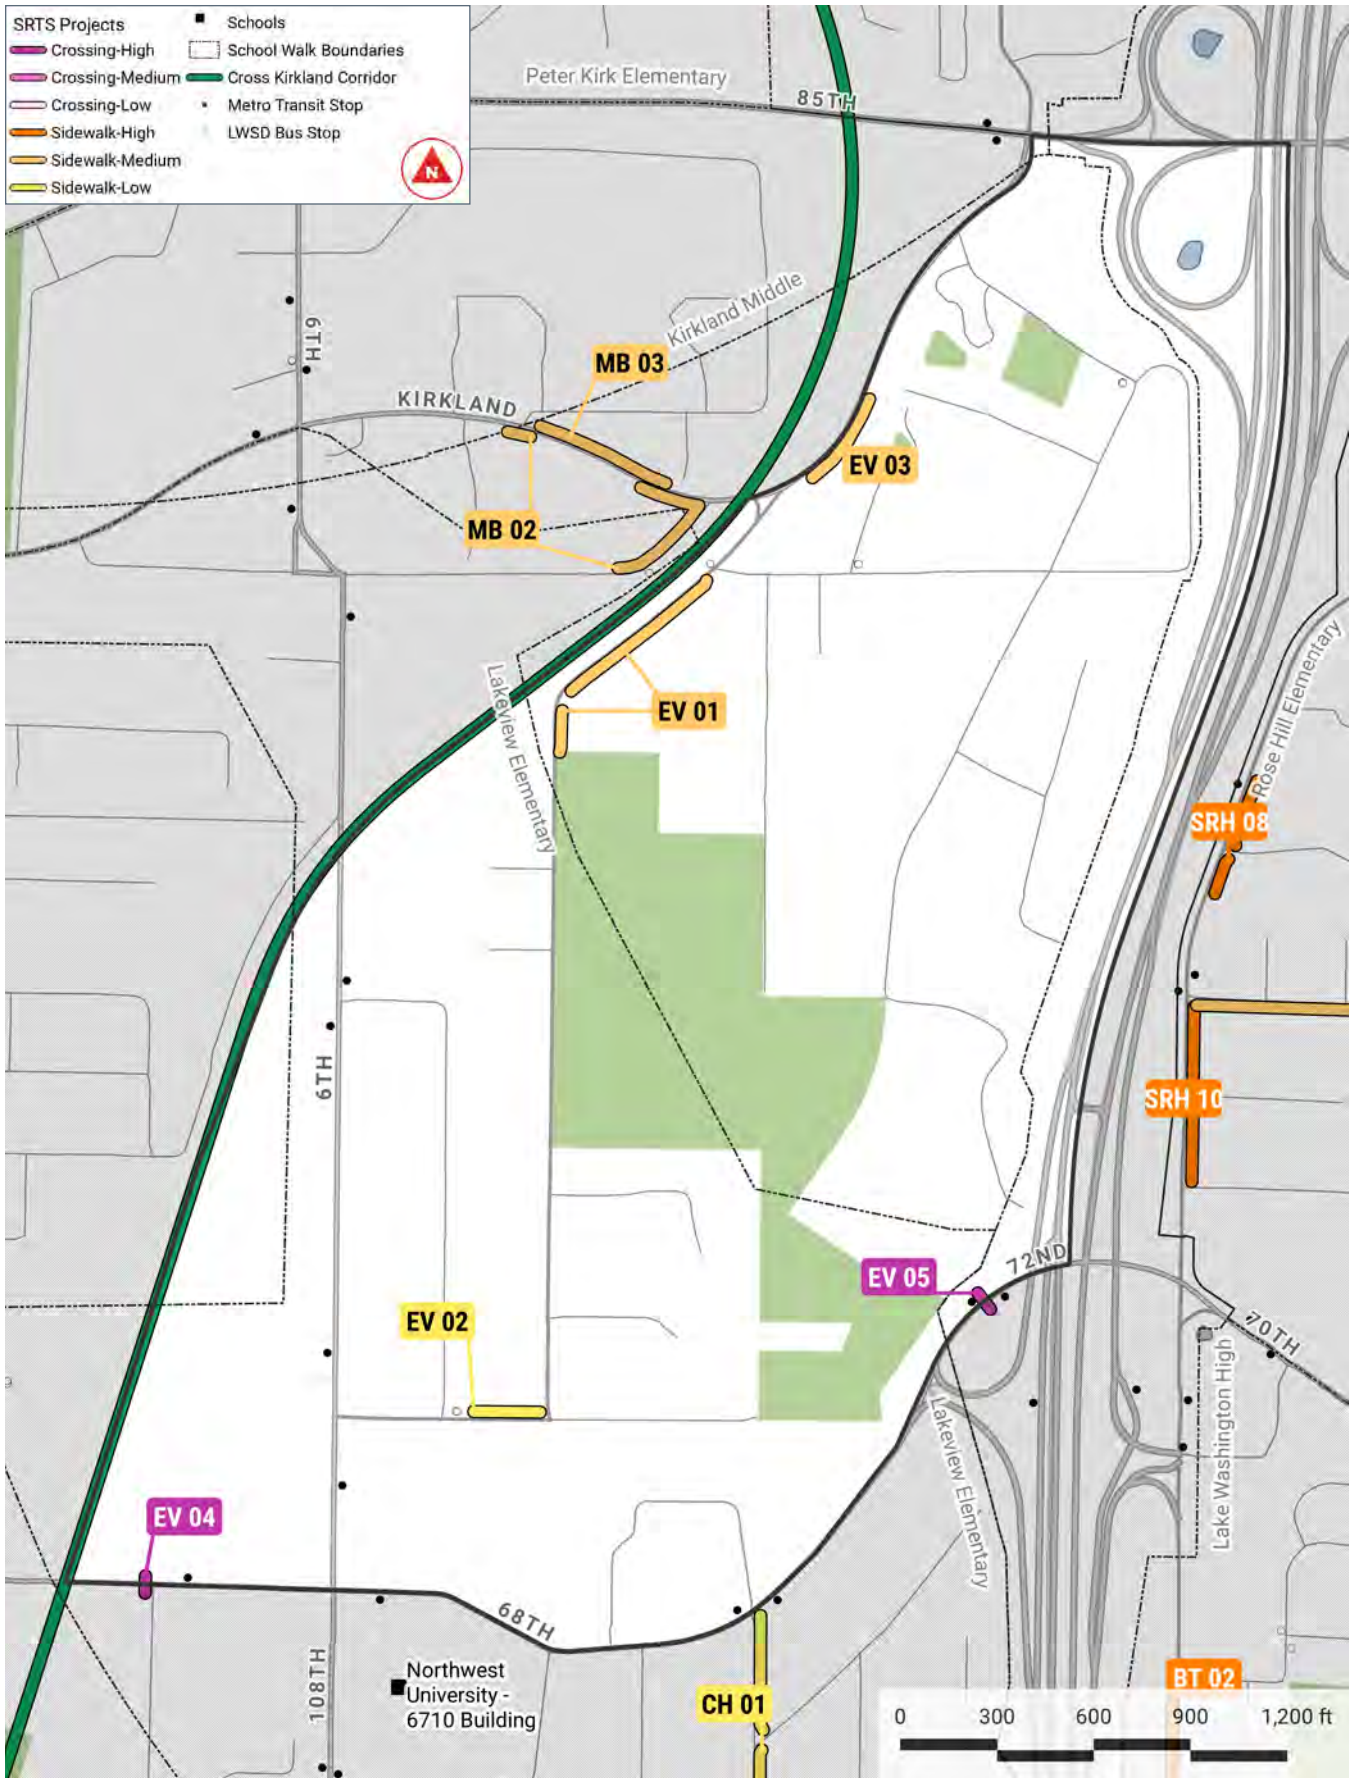 SRTS Projects
Crossing-High
Crossing-Medium
Crossing-Low
Sidewalk-High
Sidewalk-Medium
Sidewalk-Low
Schools
School Walk Boundaries
Cross Kirkland Corridor
Metro Transit Stop
LWSD Bus Stop
N
Peter Kirk Elementary
85TH
Kirkland Middle
6TH
MB 03
KIRKLAND
EV 03
MB 02
Lakeview Elementary
EV 01
Rose Hill Elementary
SRH 08
6TH
SRH 10
72ND
EV 05
EV 02
70TH
Lake Washington High
Lakeview Elementary
EV 04
68TH
108TH
Northwest
University -
6710 Building
CH 01
BT 02
0 300 600 900 1,200 ft